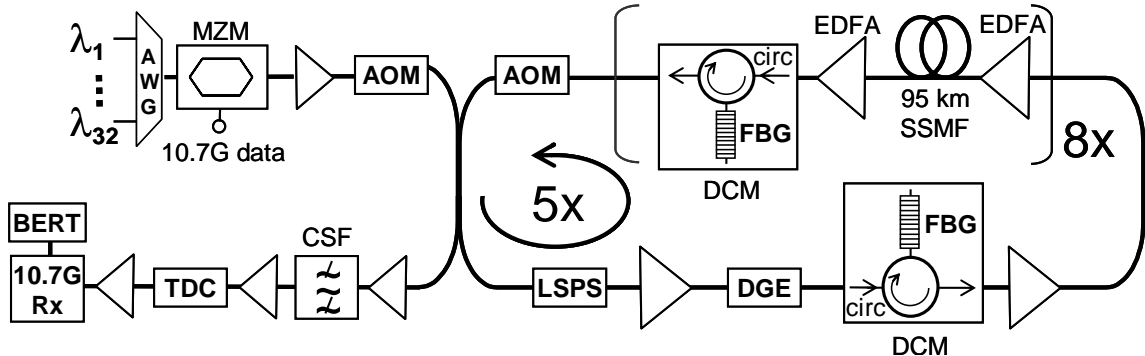 λ1
λ32
AWG
MZM
10.7G data
AOM
AOM
circ
FBG
DCM
EDFA
95 km
SSMF
EDFA
8x
5x
BERT
10.7G
Rx
TDC
CSF
LSPS
DGE
FBG
circ
DCM